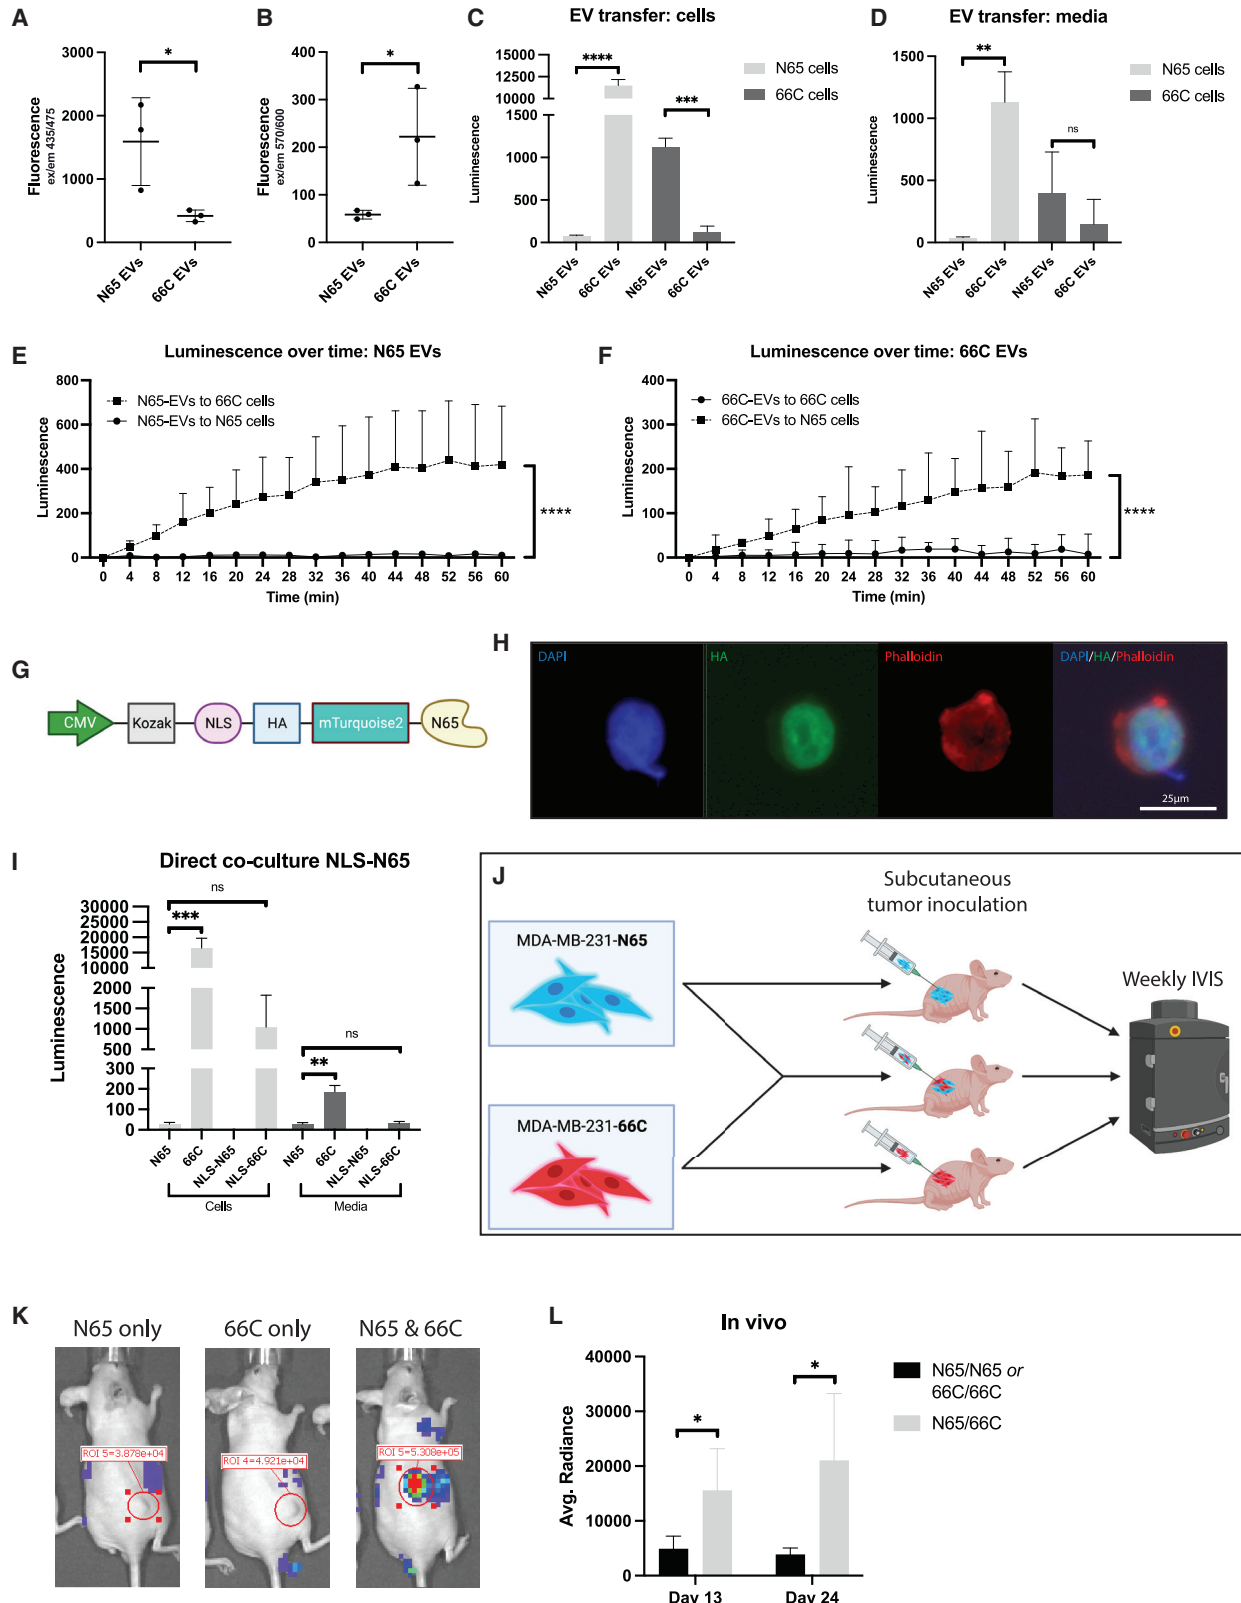 A
3000
2000
1000
0
Fluorescence
ex/em 435/475
*
N65 EVs
66C EVs
B
400
300
200
100
0
Fluorescence
ex/em 570/600
*
N65 EVs
66C EVs
C
EV transfer: cells
15000
12500
10000
1500
1000
500
0
Luminescence
****
***
N65 EVs
66C EVs
N65 EVs
66C EVs
N65 cells
66C cells
D
EV transfer: media
1500
1000
500
0
Luminescence
**
ns
N65 EVs
66C EVs
N65 EVs
66C EVs
N65 cells
66C cells
E
Luminescence over time: N65 EVs
800
600
400
200
0
Luminescence
N65-EVs to 66C cells
N65-EVs to N65 cells
****
0 4 8 12 16 20 24 28 32 36 40 44 48 52 56 60
Time (min)
F
Luminescence over time: 66C EVs
400
300
200
100
0
Luminescence
66C-EVs to 66C cells
66C-EVs to N65 cells
****
0 4 8 12 16 20 24 28 32 36 40 44 48 52 56 60
Time (min)
G
CMV
Kozak
NLS
HA
mTurquoise2
N65
H
DAPI
HA
Phalloidin
DAPI/HA/Phalloidin
25μm
I
Direct co-culture NLS-N65
30000
25000
20000
15000
10000
2000
1500
1000
500
300
200
100
0
Luminescence
ns
***
ns
**
N65
66C
NLS-N65
NLS-66C
N65
66C
NLS-N65
NLS-66C
Cells
Media
J
MDA-MB-231-N65
MDA-MB-231-66C
Subcutaneous
tumor inoculation
Weekly IVIS
K
N65 only
66C only
N65 & 66C
ROI 5=3.878e+04
ROI 4=4.921e+04
ROI 5=5.308e+05
L
In vivo
40000
30000
20000
10000
0
Avg. Radiance
*
*
Day 13
Day 24
N65/N65 or
66C/66C
N65/66C